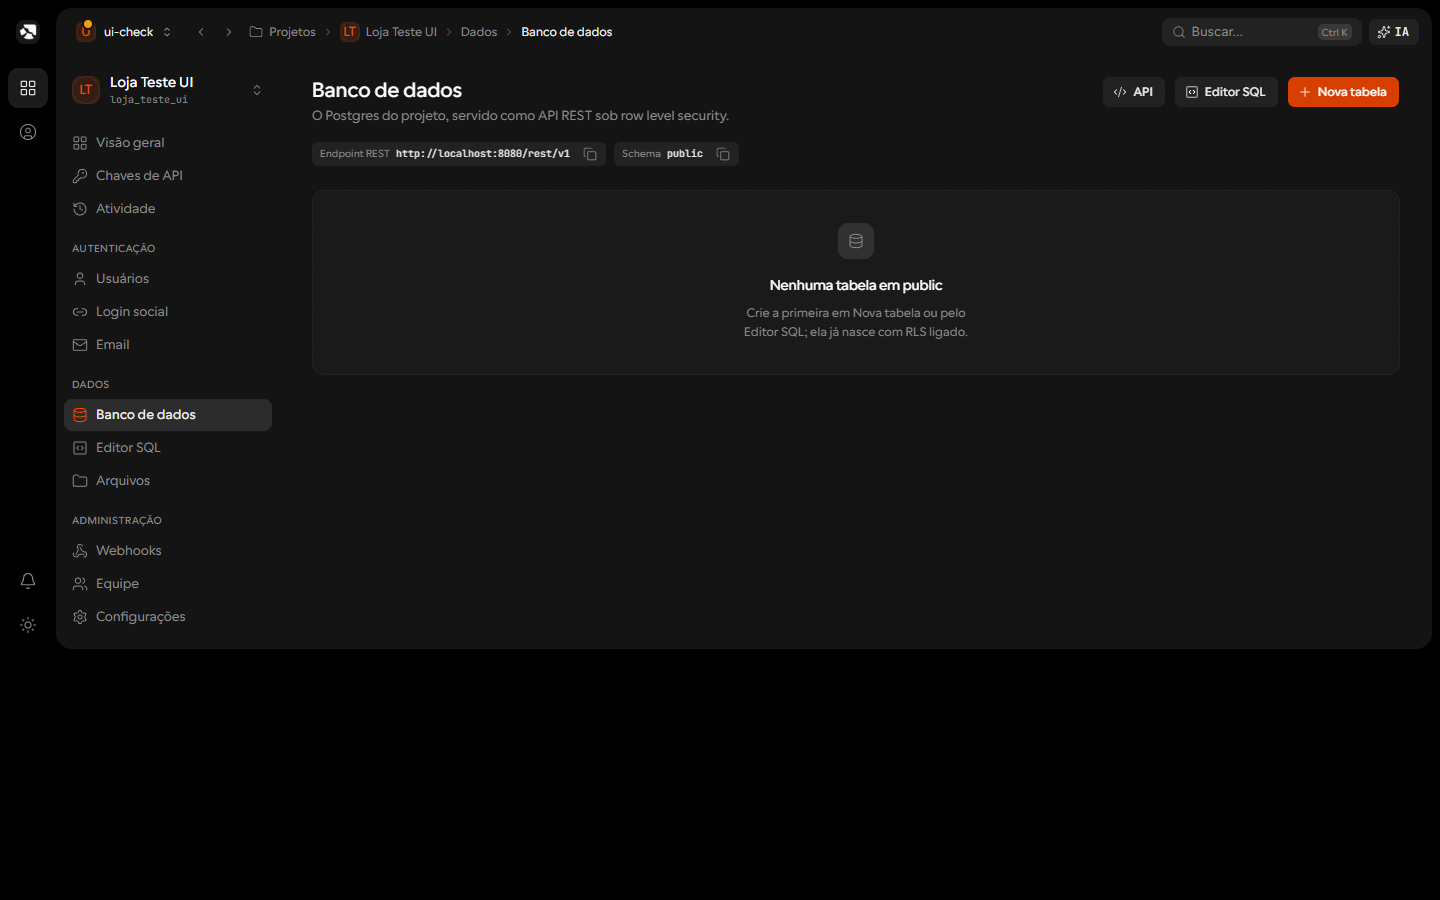 U ui-check Projetos LT Loja Teste UI Dados Banco de dados Buscar... Ctrl K IA
LT Loja Teste UI
loja_teste_ui
Visão geral
Chaves de API
Atividade
AUTENTICAÇÃO
Usuários
Login social
Email
DADOS
Banco de dados
Editor SQL
Arquivos
ADMINISTRAÇÃO
Webhooks
Equipe
Configurações
Banco de dados
O Postgres do projeto, servido como API REST sob row level security.
API Editor SQL Nova tabela
Endpoint REST http://localhost:8080/rest/v1 Schema public
Nenhuma tabela em public
Crie a primeira em Nova tabela ou pelo
Editor SQL; ela já nasce com RLS ligado.